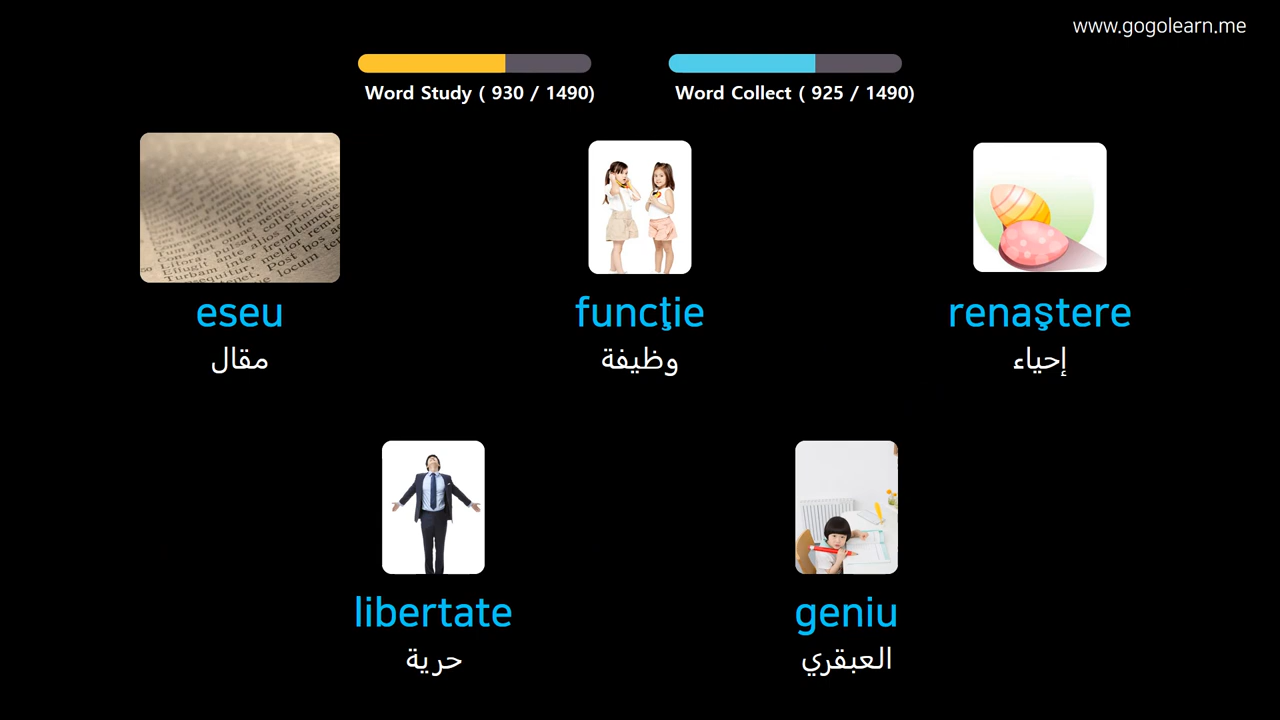 www.gogolearn.me
Word Study ( 930 / 1490)
Word Collect ( 925 / 1490)
eseu
مقال
funcţie
وظيفة
renaştere
إحياء
libertate
حرية
geniu
العبقري